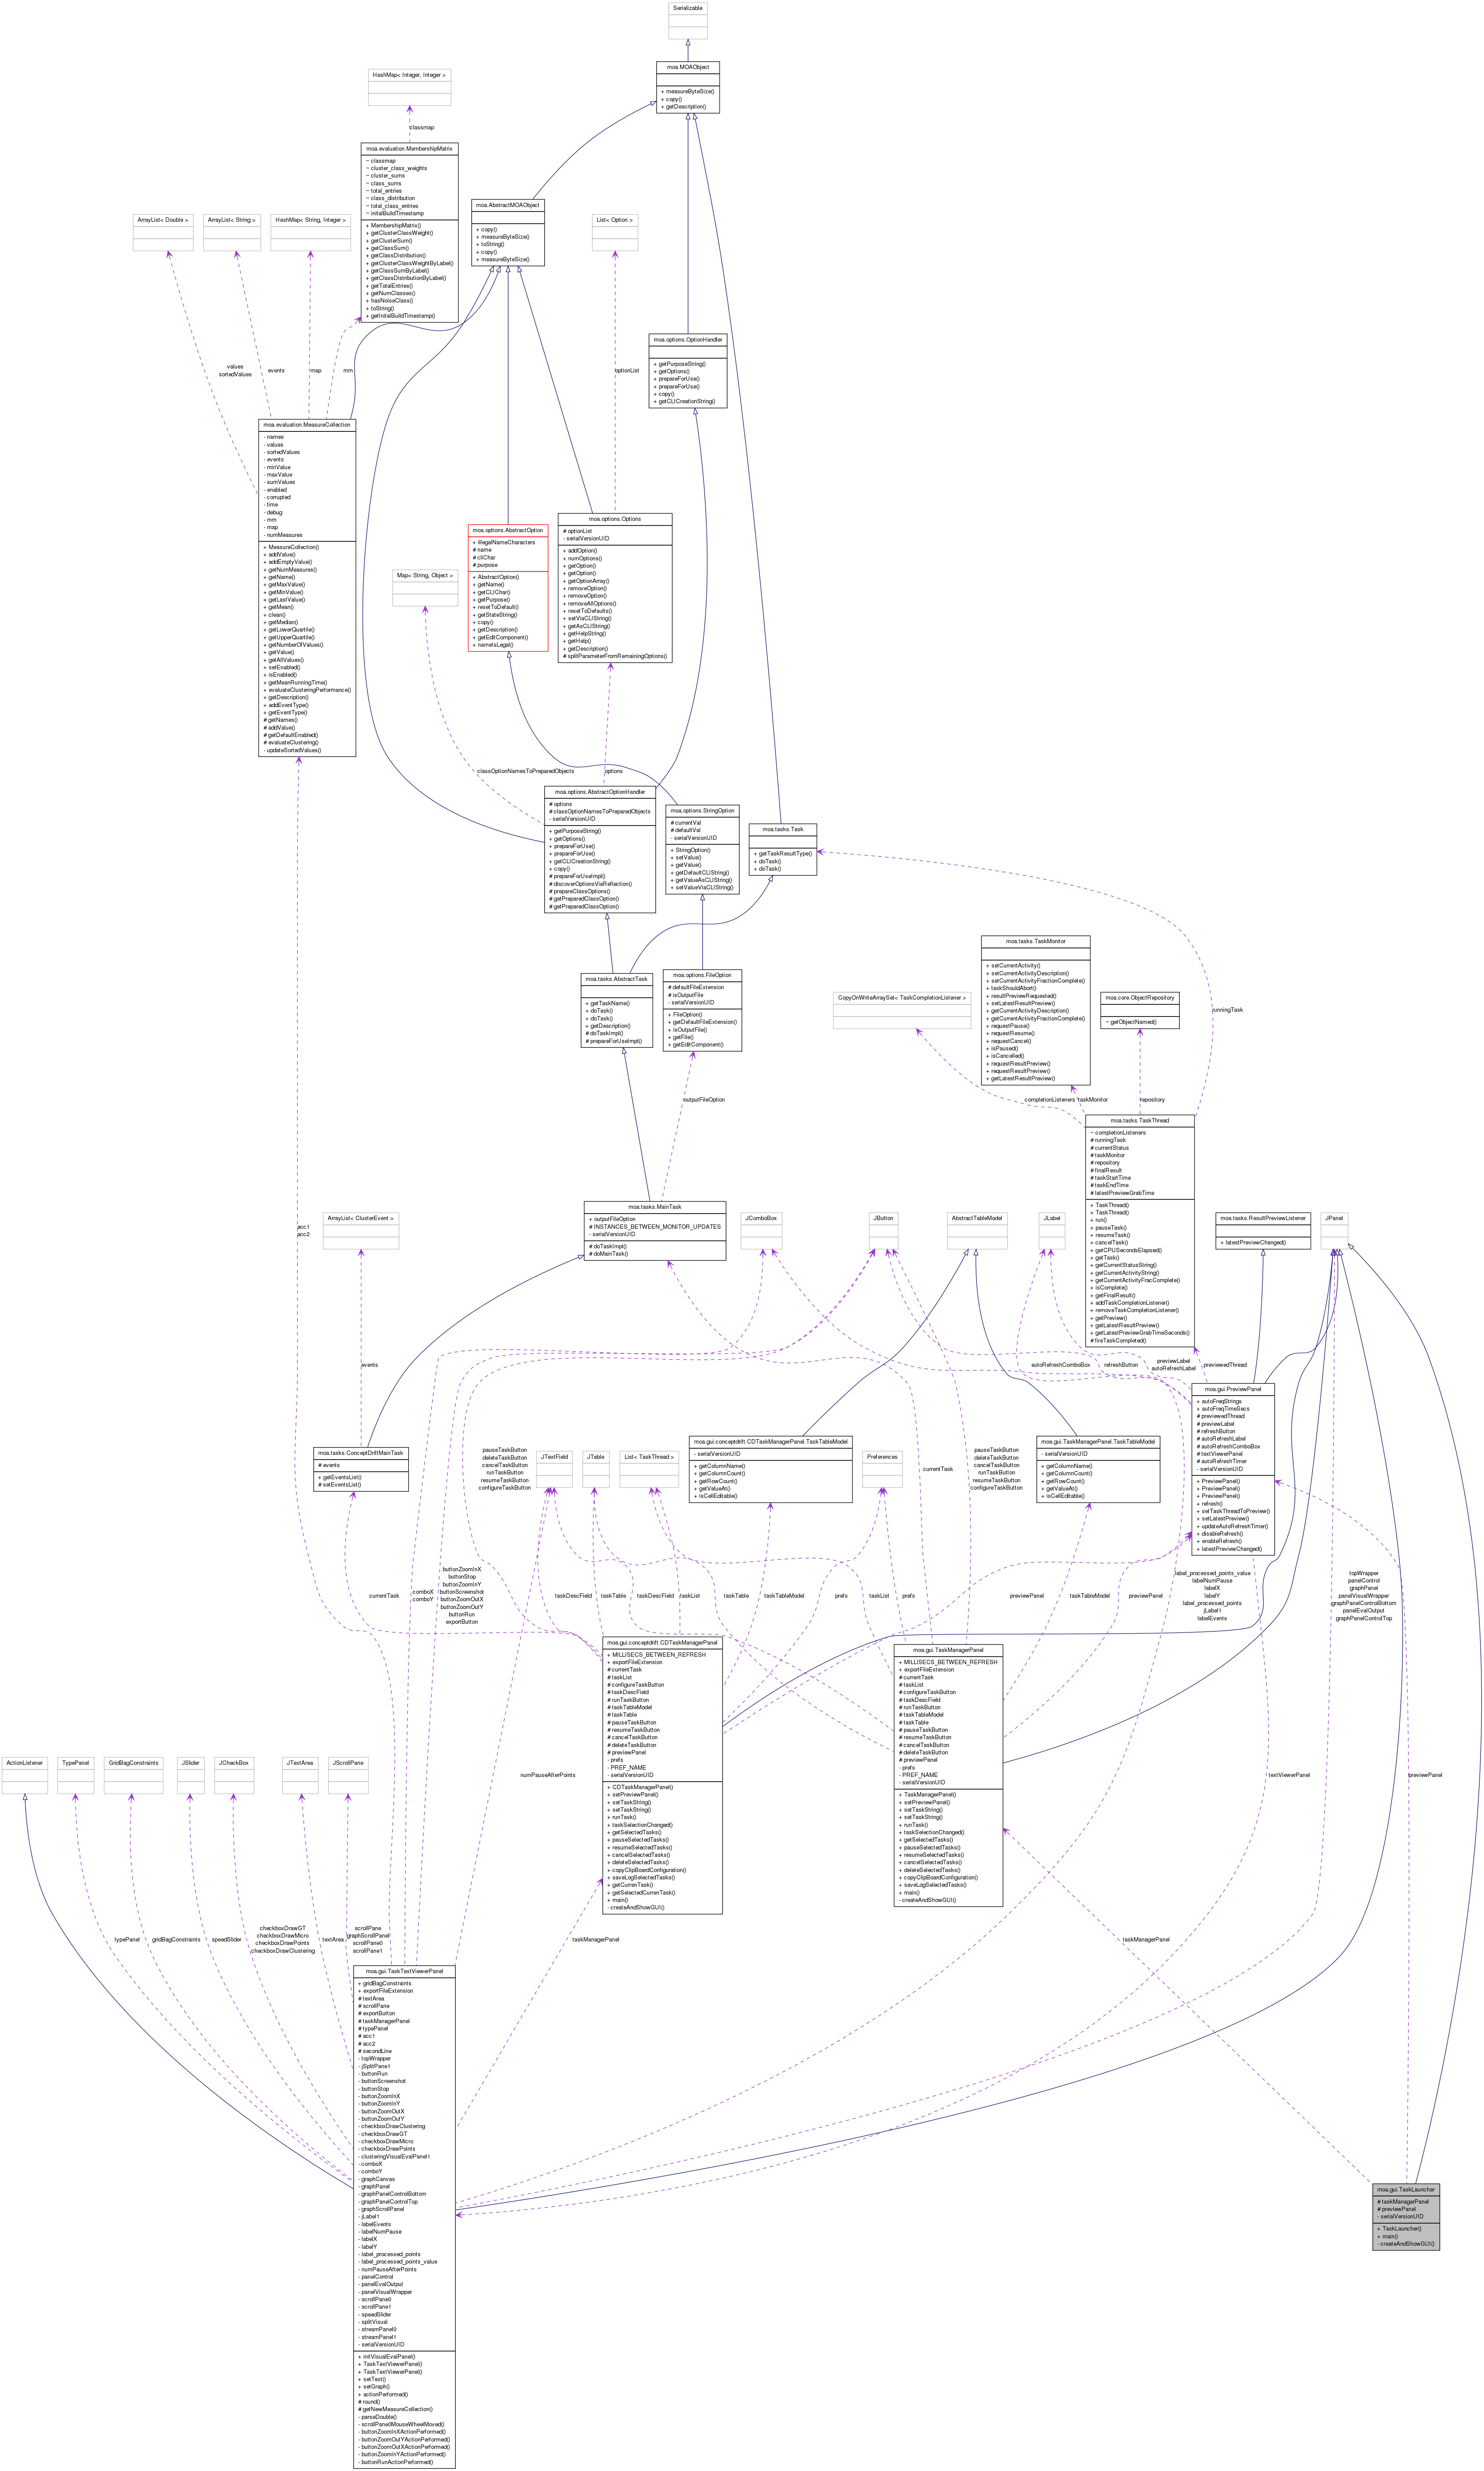 Serializable
moa.MOAObject
+ measureByteSize()
+ copy()
+ getDescription()
HashMap< Integer, Integer >
classmap
moa.evaluation.MembershipMatrix
~ classmap
~ cluster_class_weights
~ cluster_sums
~ class_sums
~ total_entries
~ class_distribution
~ total_class_entries
~ initalBuildTimestamp
+ MembershipMatrix()
+ getClusterClassWeight()
+ getClusterSum()
+ getClassSum()
+ getClassDistribution()
+ getClusterClassWeightByLabel()
+ getClassSumByLabel()
+ getClassDistributionByLabel()
+ getTotalEntries()
+ getNumClasses()
+ hasNoiseClass()
+ toString()
+ getInitalBuildTimestamp()
moa.AbstractMOAObject
+ copy()
+ measureByteSize()
+ toString()
+ copy()
+ measureByteSize()
ArrayList< Double >
ArrayList< String >
HashMap< String, Integer >
List< Option >
values
sortedValues
events
map
mm
optionList
moa.options.OptionHandler
+ getPurposeString()
+ getOptions()
+ prepareForUse()
+ prepareForUse()
+ copy()
+ getCLICreationString()
moa.evaluation.MeasureCollection
- names
- values
- sortedValues
- events
- minValue
- maxValue
- sumValues
- enabled
- corrupted
- time
- debug
- mm
- map
- numMeasures
+ MeasureCollection()
+ addValue()
+ addEmptyValue()
+ getNumMeasures()
+ getName()
+ getMaxValue()
+ getMinValue()
+ getLastValue()
+ getMean()
+ clean()
+ getMedian()
+ getLowerQuartile()
+ getUpperQuartile()
+ getNumberOfValues()
+ getValue()
+ getAllValues()
+ setEnabled()
+ isEnabled()
+ getMeanRunningTime()
+ evaluateClusteringPerformance()
+ getDescription()
+ addEventType()
+ getEventType()
# getNames()
# addValue()
# getDefaultEnabled()
# evaluateClustering()
- updateSortedValues()
moa.options.AbstractOption
+ illegalNameCharacters
# name
# cliChar
# purpose
+ AbstractOption()
+ getName()
+ getCLIChar()
+ getPurpose()
+ resetToDefault()
+ getStateString()
+ copy()
+ getDescription()
+ getEditComponent()
+ nameIsLegal()
moa.options.Options
# optionList
- serialVersionUID
+ addOption()
+ numOptions()
+ getOption()
+ getOption()
+ getOptionArray()
+ removeOption()
+ removeOption()
+ removeAllOptions()
+ resetToDefaults()
+ setViaCLIString()
+ getAsCLIString()
+ getHelpString()
+ getHelp()
+ getDescription()
# splitParameterFromRemainingOptions()
Map< String, Object >
classOptionNamesToPreparedObjects
options
moa.options.AbstractOptionHandler
# options
# classOptionNamesToPreparedObjects
- serialVersionUID
+ getPurposeString()
+ getOptions()
+ prepareForUse()
+ prepareForUse()
+ getCLICreationString()
+ copy()
# prepareForUseImpl()
# discoverOptionsViaReflection()
# prepareClassOptions()
# getPreparedClassOption()
# getPreparedClassOption()
moa.options.StringOption
# currentVal
# defaultVal
- serialVersionUID
+ StringOption()
+ setValue()
+ getValue()
+ getDefaultCLIString()
+ getValueAsCLIString()
+ setValueViaCLIString()
moa.tasks.Task
+ getTaskResultType()
+ doTask()
+ doTask()
moa.tasks.AbstractTask
+ getTaskName()
+ doTask()
+ doTask()
+ getDescription()
# doTaskImpl()
# prepareForUseImpl()
moa.options.FileOption
# defaultFileExtension
# isOutputFile
- serialVersionUID
+ FileOption()
+ getDefaultFileExtension()
+ isOutputFile()
+ getFile()
+ getEditComponent()
CopyOnWriteArraySet< TaskCompletionListener >
moa.tasks.TaskMonitor
+ setCurrentActivity()
+ setCurrentActivityDescription()
+ setCurrentActivityFractionComplete()
+ taskShouldAbort()
+ resultPreviewRequested()
+ setLatestResultPreview()
+ getCurrentActivityDescription()
+ getCurrentActivityFractionComplete()
+ requestPause()
+ requestResume()
+ requestCancel()
+ isPaused()
+ isCancelled()
+ requestResultPreview()
+ requestResultPreview()
+ getLatestResultPreview()
moa.core.ObjectRepository
~ getObjectNamed()
runningTask
outputFileOption
completionListeners
taskMonitor
repository
moa.tasks.TaskThread
~ completionListeners
# runningTask
# currentStatus
# taskMonitor
# repository
# finalResult
# taskStartTime
# taskEndTime
# latestPreviewGrabTime
+ TaskThread()
+ TaskThread()
+ run()
+ pauseTask()
+ resumeTask()
+ cancelTask()
+ getCPUSecondsElapsed()
+ getTask()
+ getCurrentStatusString()
+ getCurrentActivityString()
+ getCurrentActivityFracComplete()
+ isComplete()
+ getFinalResult()
+ addTaskCompletionListener()
+ removeTaskCompletionListener()
+ getPreview()
+ getLatestResultPreview()
+ getLatestPreviewGrabTimeSeconds()
# fireTaskCompleted()
acc1
acc2
ArrayList< ClusterEvent >
moa.tasks.MainTask
+ outputFileOption
# INSTANCES_BETWEEN_MONITOR_UPDATES
- serialVersionUID
# doTaskImpl()
# doMainTask()
JComboBox
JButton
AbstractTableModel
JLabel
moa.tasks.ResultPreviewListener
+ latestPreviewChanged()
JPanel
events
autoRefreshComboBox
refreshButton
previewLabel
autoRefreshLabel
previewedThread
moa.gui.PreviewPanel
+ autoFreqStrings
+ autoFreqTimeSecs
# previewedThread
# previewLabel
# refreshButton
# autoRefreshLabel
# autoRefreshComboBox
# textViewerPanel
# autoRefreshTimer
- serialVersionUID
+ PreviewPanel()
+ PreviewPanel()
+ PreviewPanel()
+ refresh()
+ setTaskThreadToPreview()
+ setLatestPreview()
+ updateAutoRefreshTimer()
+ disableRefresh()
+ enableRefresh()
+ latestPreviewChanged()
moa.tasks.ConceptDriftMainTask
# events
+ getEventsList()
# setEventsList()
pauseTaskButton
deleteTaskButton
cancelTaskButton
runTaskButton
resumeTaskButton
configureTaskButton
JTextField
JTable
List< TaskThread >
moa.gui.conceptdrift.CDTaskManagerPanel.TaskTableModel
- serialVersionUID
+ getColumnName()
+ getColumnCount()
+ getRowCount()
+ getValueAt()
+ isCellEditable()
Preferences
currentTask
pauseTaskButton
deleteTaskButton
cancelTaskButton
runTaskButton
resumeTaskButton
configureTaskButton
moa.gui.TaskManagerPanel.TaskTableModel
- serialVersionUID
+ getColumnName()
+ getColumnCount()
+ getRowCount()
+ getValueAt()
+ isCellEditable()
currentTask
comboX
comboY
buttonZoomInX
buttonStop
buttonZoomInY
buttonScreenshot
buttonZoomOutX
buttonZoomOutY
buttonRun
exportButton
taskDescField
taskTable
taskDescField
taskList
taskTable
taskTableModel
prefs
taskList
prefs
previewPanel
taskTableModel
previewPanel
label_processed_points_value
labelNumPause
labelX
labelY
label_processed_points
jLabel1
labelEvents
topWrapper
panelControl
graphPanel
panelVisualWrapper
graphPanelControlBottom
panelEvalOutput
graphPanelControlTop
moa.gui.conceptdrift.CDTaskManagerPanel
+ MILLISECS_BETWEEN_REFRESH
+ exportFileExtension
# currentTask
# taskList
# configureTaskButton
# taskDescField
# runTaskButton
# taskTableModel
# taskTable
# pauseTaskButton
# resumeTaskButton
# cancelTaskButton
# deleteTaskButton
# previewPanel
- prefs
- PREF_NAME
- serialVersionUID
+ CDTaskManagerPanel()
+ setPreviewPanel()
+ setTaskString()
+ setTaskString()
+ runTask()
+ taskSelectionChanged()
+ getSelectedTasks()
+ pauseSelectedTasks()
+ resumeSelectedTasks()
+ cancelSelectedTasks()
+ deleteSelectedTasks()
+ copyClipBoardConfiguration()
+ saveLogSelectedTasks()
+ getCurrenTask()
+ getSelectedCurrenTask()
+ main()
- createAndShowGUI()
moa.gui.TaskManagerPanel
+ MILLISECS_BETWEEN_REFRESH
+ exportFileExtension
# currentTask
# taskList
# configureTaskButton
# taskDescField
# runTaskButton
# taskTableModel
# taskTable
# pauseTaskButton
# resumeTaskButton
# cancelTaskButton
# deleteTaskButton
# previewPanel
- prefs
- PREF_NAME
- serialVersionUID
+ TaskManagerPanel()
+ setPreviewPanel()
+ setTaskString()
+ setTaskString()
+ runTask()
+ taskSelectionChanged()
+ getSelectedTasks()
+ pauseSelectedTasks()
+ resumeSelectedTasks()
+ cancelSelectedTasks()
+ deleteSelectedTasks()
+ copyClipBoardConfiguration()
+ saveLogSelectedTasks()
+ main()
- createAndShowGUI()
ActionListener
TypePanel
GridBagConstraints
JSlider
JCheckBox
JTextArea
JScrollPane
numPauseAfterPoints
textViewerPanel
previewPanel
typePanel
gridBagConstraints
speedSlider
checkboxDrawGT
checkboxDrawMicro
checkboxDrawPoints
checkboxDrawClustering
textArea
scrollPane
graphScrollPanel
scrollPane0
scrollPane1
taskManagerPanel
taskManagerPanel
moa.gui.TaskTextViewerPanel
+ gridBagConstraints
+ exportFileExtension
# textArea
# scrollPane
# exportButton
# taskManagerPanel
# typePanel
# acc1
# acc2
# secondLine
- topWrapper
- jSplitPane1
- buttonRun
- buttonScreenshot
- buttonStop
- buttonZoomInX
- buttonZoomInY
- buttonZoomOutX
- buttonZoomOutY
- checkboxDrawClustering
- checkboxDrawGT
- checkboxDrawMicro
- checkboxDrawPoints
- clusteringVisualEvalPanel1
- comboX
- comboY
- graphCanvas
- graphPanel
- graphPanelControlBottom
- graphPanelControlTop
- graphScrollPanel
- jLabel1
- labelEvents
- labelNumPause
- labelX
- labelY
- label_processed_points
- label_processed_points_value
- numPauseAfterPoints
- panelControl
- panelEvalOutput
- panelVisualWrapper
- scrollPane0
- scrollPane1
- speedSlider
- splitVisual
- streamPanel0
- streamPanel1
- serialVersionUID
+ initVisualEvalPanel()
+ TaskTextViewerPanel()
+ TaskTextViewerPanel()
+ setText()
+ setGraph()
+ actionPerformed()
# round()
# getNewMeasureCollection()
- parseDouble()
- scrollPane0MouseWheelMoved()
- buttonZoomInXActionPerformed()
- buttonZoomOutYActionPerformed()
- buttonZoomOutXActionPerformed()
- buttonZoomInYActionPerformed()
- buttonRunActionPerformed()
moa.gui.TaskLauncher
# taskManagerPanel
# previewPanel
- serialVersionUID
+ TaskLauncher()
+ main()
- createAndShowGUI()